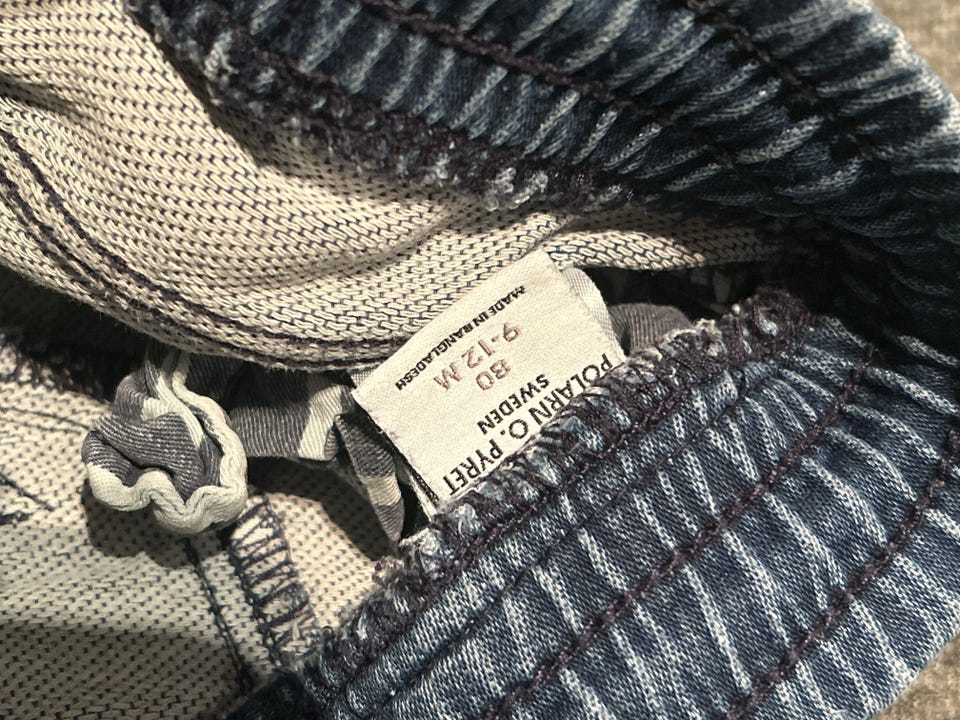 POLARN O. PYRET
SWEDEN
80
9-12 M
MADE IN BANGLADESH